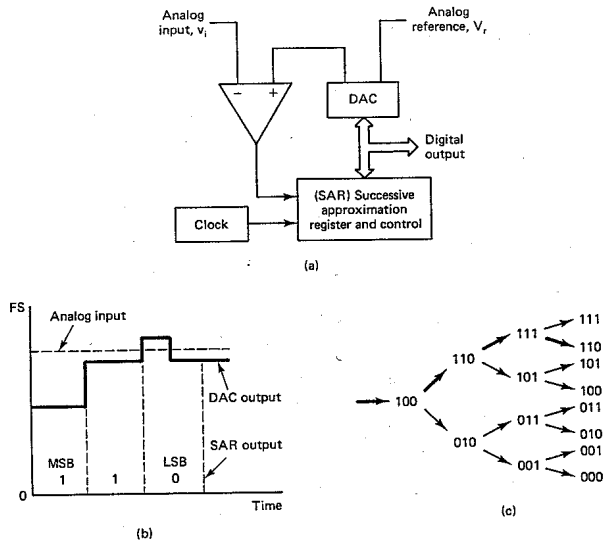 Analog
input, vᵢ
Analog
reference, Vᵣ
−
+
DAC
Digital
output
(SAR) Successive
approximation
register and control
Clock
(a)
FS
Analog input
DAC output
SAR output
MSB
LSB
1
1
0
0
Time
(b)
100
110
010
111
101
011
001
111
110
101
100
011
010
001
000
(c)